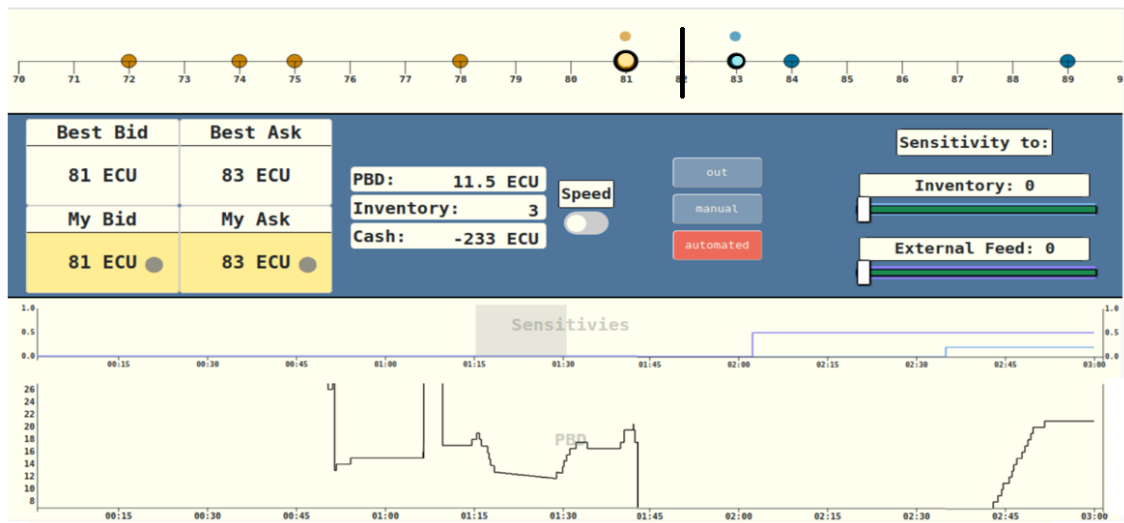 70 71 72 73 74 75 76 77 78 79 80 81 82 83 84 85 86 87 88 89 9
Best Bid Best Ask
81 ECU 83 ECU
My Bid My Ask
81 ECU 83 ECU
PBD: 11.5 ECU
Inventory: 3
Cash: -233 ECU
Speed
out
manual
automated
Sensitivity to:
Inventory: 0
External Feed: 0
Sensitivies
1.0 1.0
0.5 0.5
0.0 0.0
00:15 00:30 00:45 01:00 01:15 01:30 01:45 02:00 02:15 02:30 02:45 03:00
PBD
26
24
22
20
18
16
14
12
10
8
00:15 00:30 00:45 01:00 01:15 01:30 01:45 02:00 02:15 02:30 02:45 03:00